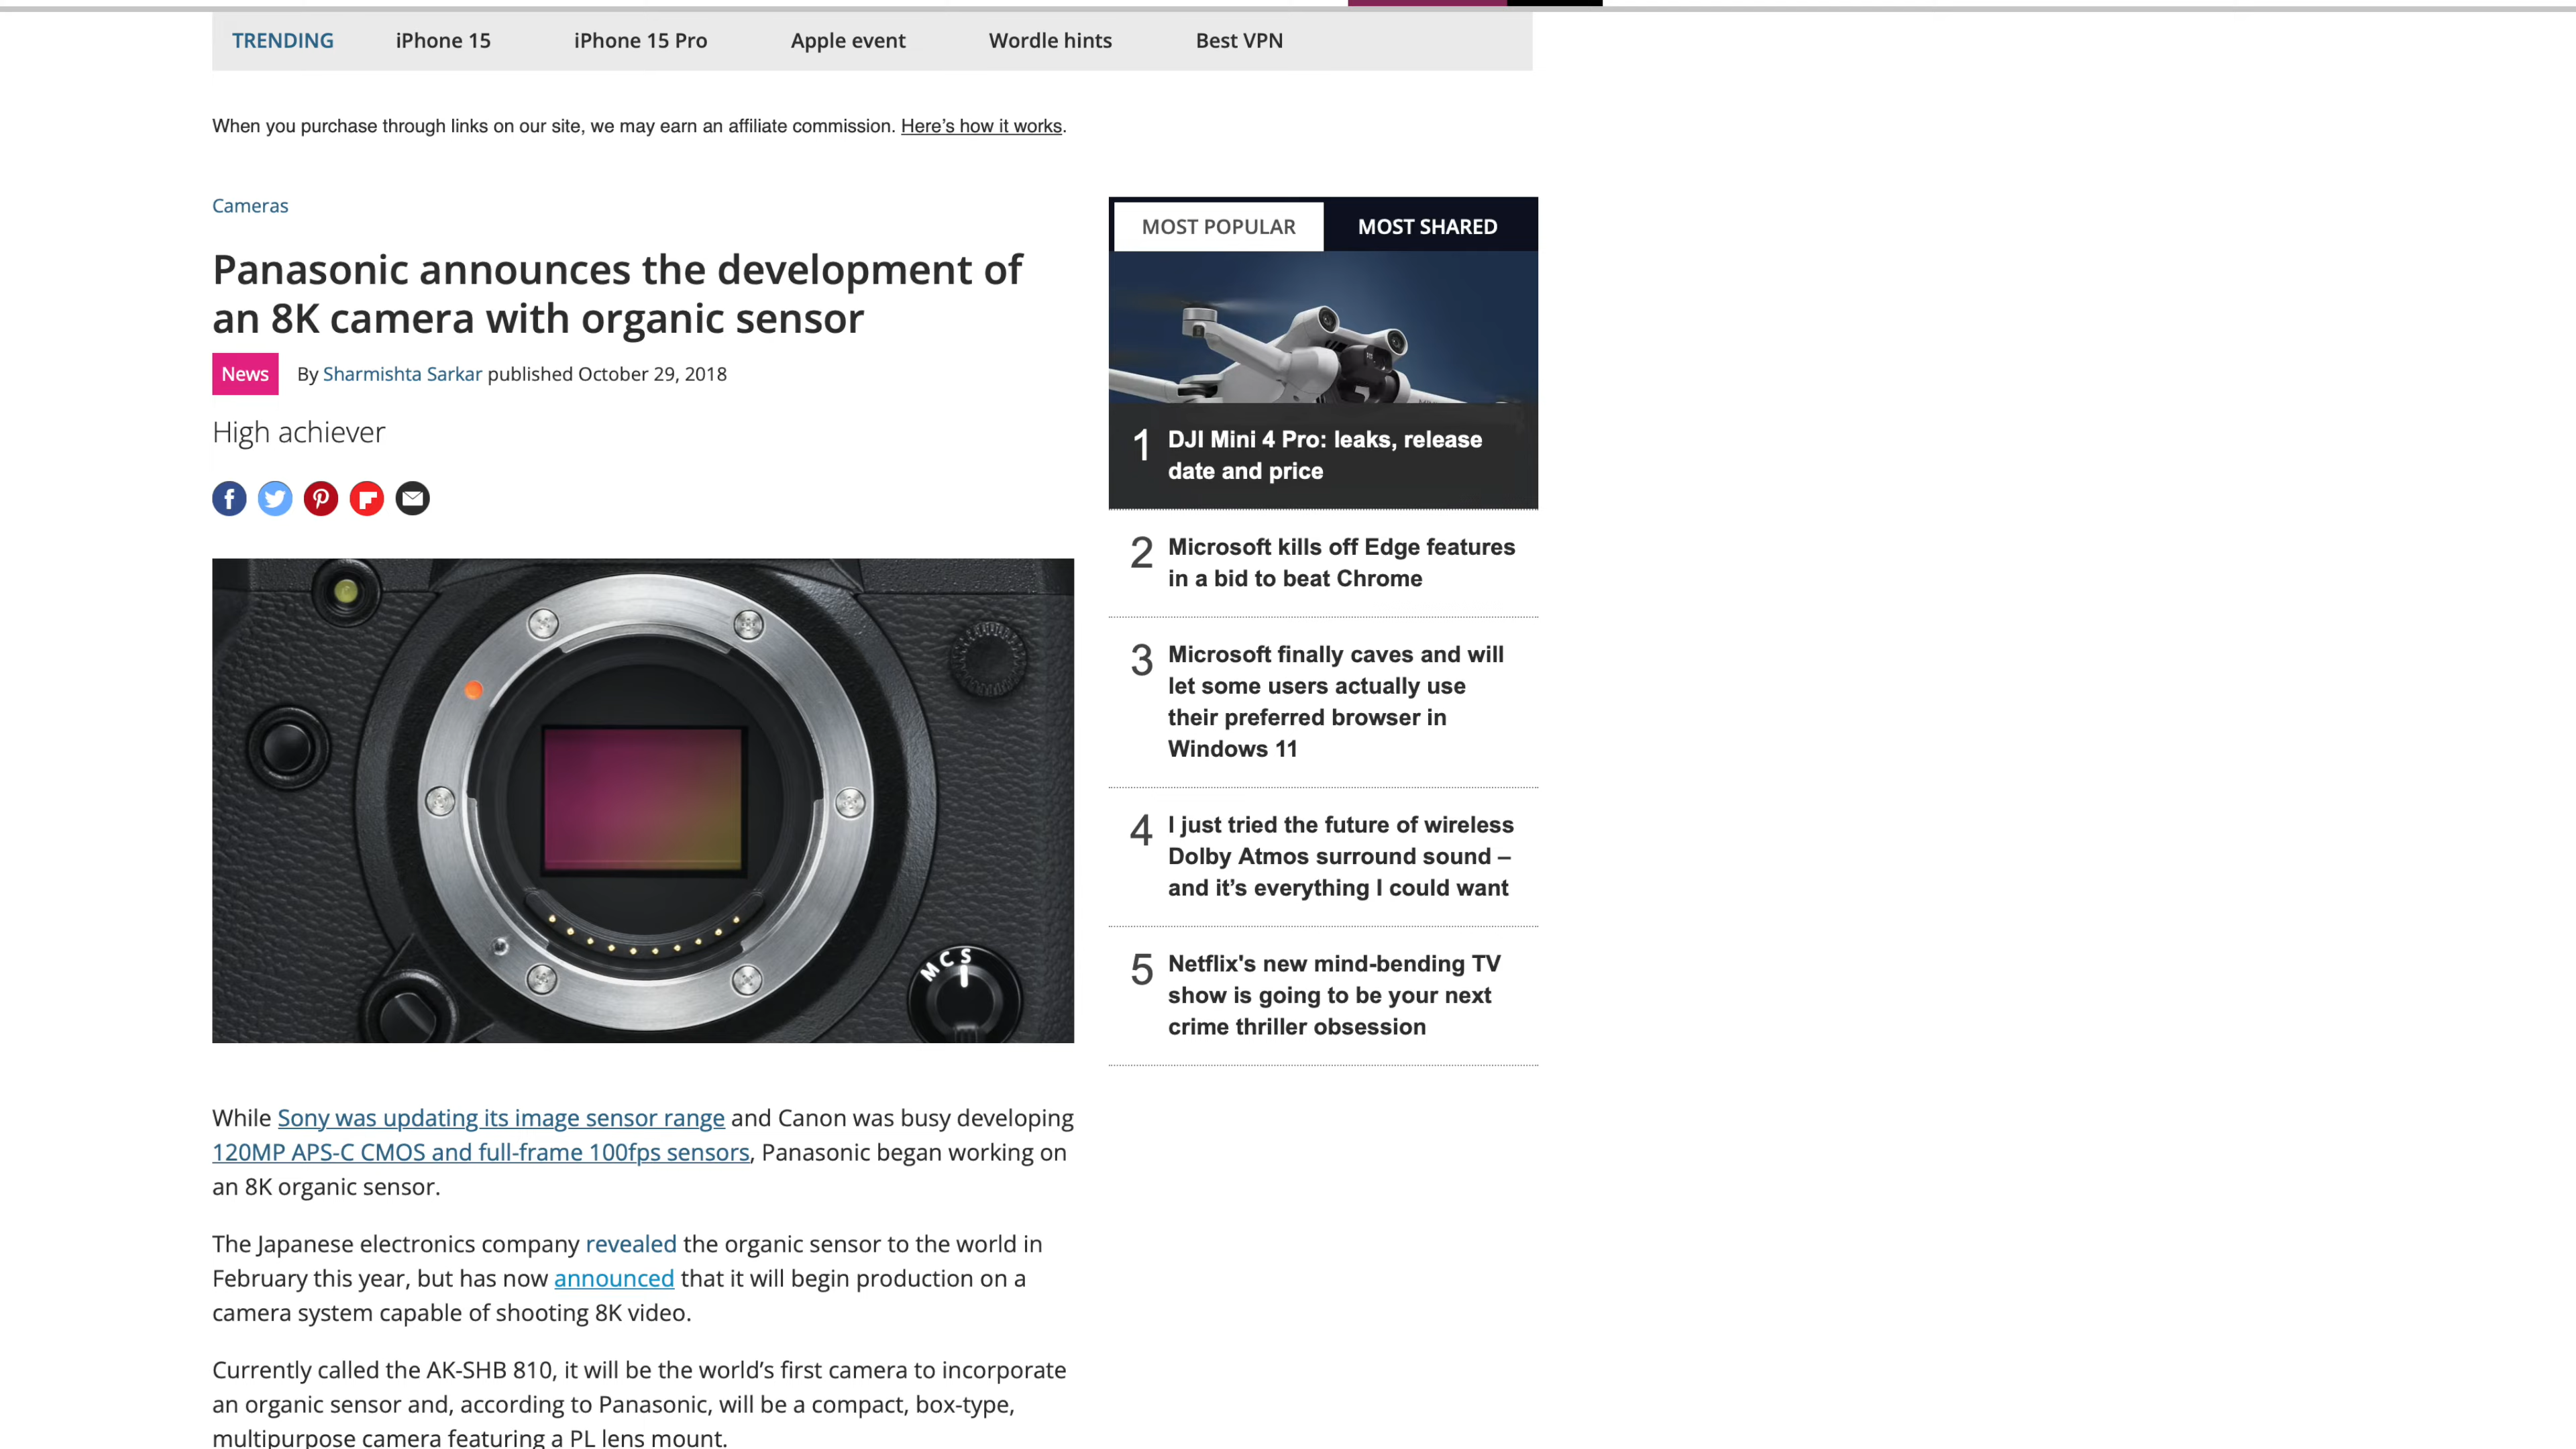 TRENDING iPhone 15 iPhone 15 Pro Apple event Wordle hints Best VPN
When you purchase through links on our site, we may earn an affiliate commission. Here’s how it works.
Cameras
Panasonic announces the development of
an 8K camera with organic sensor
News By Sharmishta Sarkar published October 29, 2018
High achiever
M C S
While Sony was updating its image sensor range and Canon was busy developing
120MP APS-C CMOS and full-frame 100fps sensors, Panasonic began working on
an 8K organic sensor.
The Japanese electronics company revealed the organic sensor to the world in
February this year, but has now announced that it will begin production on a
camera system capable of shooting 8K video.
Currently called the AK-SHB 810, it will be the world’s first camera to incorporate
an organic sensor and, according to Panasonic, will be a compact, box-type,
multipurpose camera featuring a PL lens mount.
MOST POPULAR MOST SHARED
1 DJI Mini 4 Pro: leaks, release
date and price
2 Microsoft kills off Edge features
in a bid to beat Chrome
3 Microsoft finally caves and will
let some users actually use
their preferred browser in
Windows 11
4 I just tried the future of wireless
Dolby Atmos surround sound –
and it’s everything I could want
5 Netflix's new mind-bending TV
show is going to be your next
crime thriller obsession